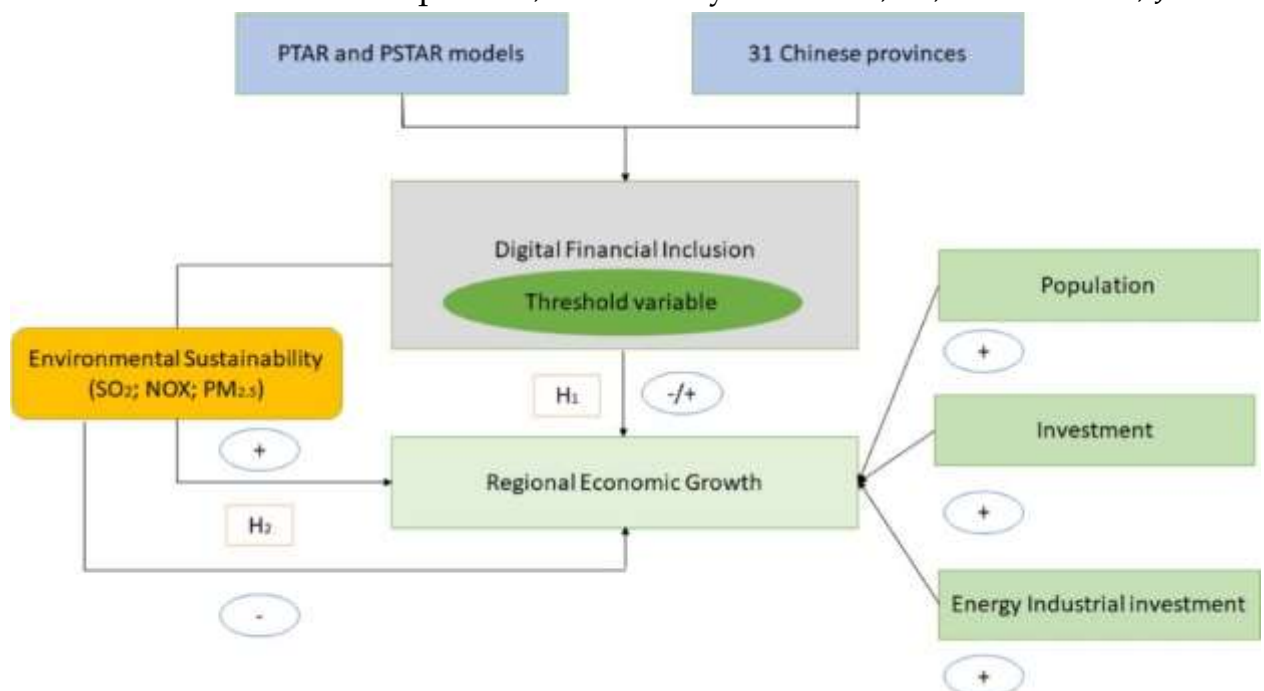 PTAR and PSTAR models
31 Chinese provinces
Digital Financial Inclusion
Threshold variable
Environmental Sustainability
(SO₂; NOX; PM₂.₅)
H₁
-/+
+
H₂
-
Regional Economic Growth
Population
+
Investment
+
Energy Industrial investment
+